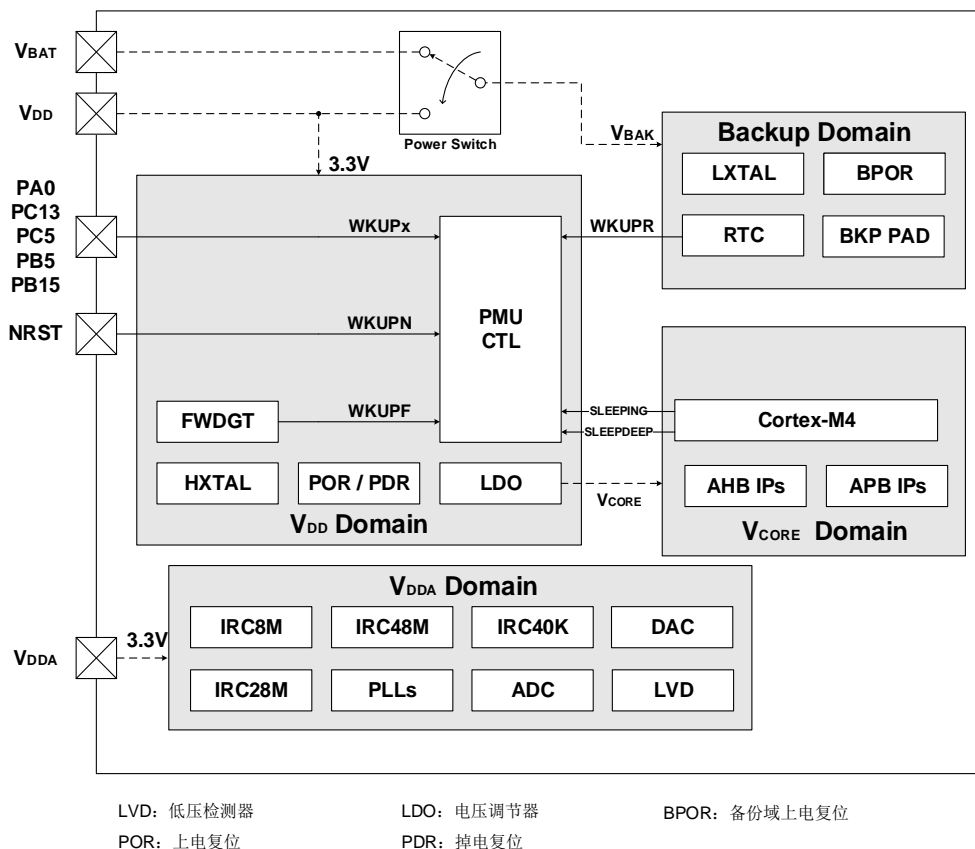 VBAT
VDD
Power Switch
3.3V
VBAK
Backup Domain
LXTAL
BPOR
RTC
BKP PAD
PA0
PC13
PC5
PB5
PB15
WKUPx
WKUPR
NRST
WKUPN
PMU
CTL
FWDGT
WKUPF
SLEEPING
SLEEPDEEP
Cortex-M4
HXTAL
POR / PDR
LDO
VCORE
AHB IPs
APB IPs
VDD Domain
VCORE Domain
VDDA Domain
IRC8M
IRC48M
IRC40K
DAC
VDDA
3.3V
IRC28M
PLLs
ADC
LVD
LVD：低压检测器
LDO：电压调节器
BPOR：备份域上电复位
POR：上电复位
PDR：掉电复位